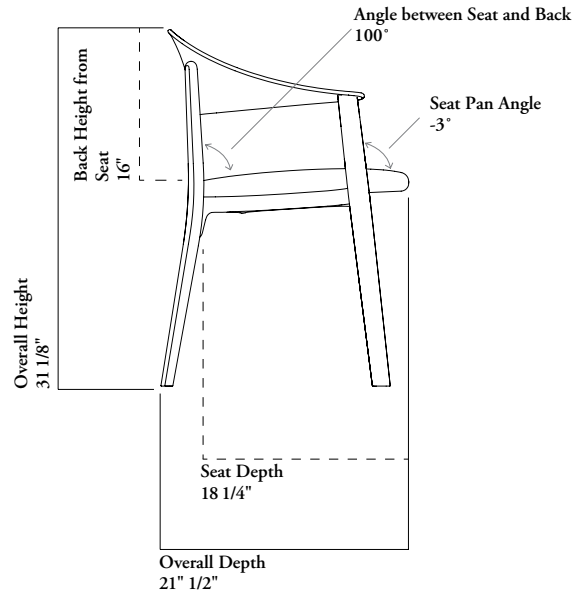 Angle between Seat and Back
100˚
Seat Pan Angle
-3˚
Back Height from
Seat
16"
Overall Height
31 1/8"
Seat Depth
18 1/4"
Overall Depth
21" 1/2"